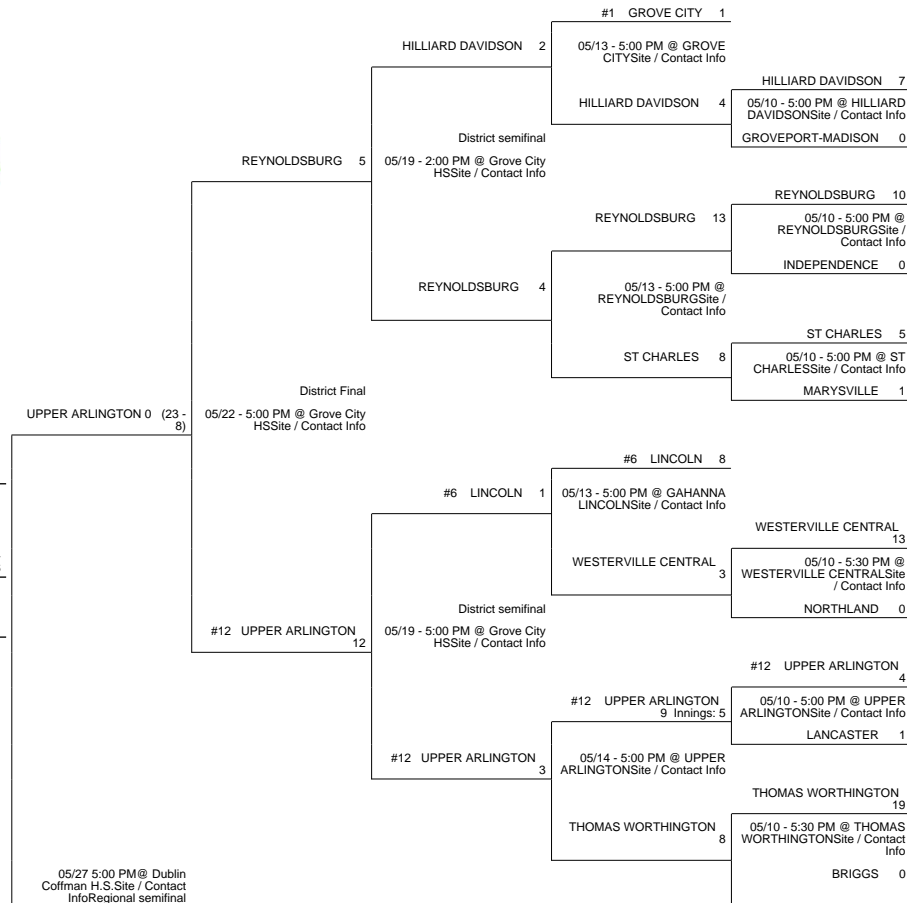 #1 GROVE CITY 1
HILLIARD DAVIDSON 2
05/13 - 5:00 PM @ GROVE
CITYSite / Contact Info
HILLIARD DAVIDSON 7
HILLIARD DAVIDSON 4
05/10 - 5:00 PM @ HILLIARD
DAVIDSONSite / Contact Info
District semifinal
GROVEPORT-MADISON 0
REYNOLDSBURG 5
05/19 - 2:00 PM @ Grove City
HSSite / Contact Info
REYNOLDSBURG 10
REYNOLDSBURG 13
05/10 - 5:00 PM @
REYNOLDSBURGSite /
Contact Info
INDEPENDENCE 0
REYNOLDSBURG 4
05/13 - 5:00 PM @
REYNOLDSBURGSite /
Contact Info
ST CHARLES 5
ST CHARLES 8
05/10 - 5:00 PM @ ST
CHARLESSite / Contact Info
District Final
MARYSVILLE 1
UPPER ARLINGTON 0 (23 -
8)
05/22 - 5:00 PM @ Grove City
HSSite / Contact Info
#6 LINCOLN 8
#6 LINCOLN 1
05/13 - 5:00 PM @ GAHANNA
LINCOLNSite / Contact Info
WESTERVILLE CENTRAL
13
WESTERVILLE CENTRAL
3
05/10 - 5:30 PM @
WESTERVILLE CENTRALSite
/ Contact Info
District semifinal
NORTHLAND 0
#12 UPPER ARLINGTON
12
05/19 - 5:00 PM @ Grove City
HSSite / Contact Info
#12 UPPER ARLINGTON
4
#12 UPPER ARLINGTON
9 Innings: 5
05/10 - 5:00 PM @ UPPER
ARLINGTONSite / Contact Info
LANCASTER 1
#12 UPPER ARLINGTON
3
05/14 - 5:00 PM @ UPPER
ARLINGTONSite / Contact Info
THOMAS WORTHINGTON
19
THOMAS WORTHINGTON
8
05/10 - 5:30 PM @ THOMAS
WORTHINGTONSite / Contact
Info
BRIGGS 0
05/27 5:00 PM@ Dublin
Coffman H.S.Site / Contact
InfoRegional semifinal